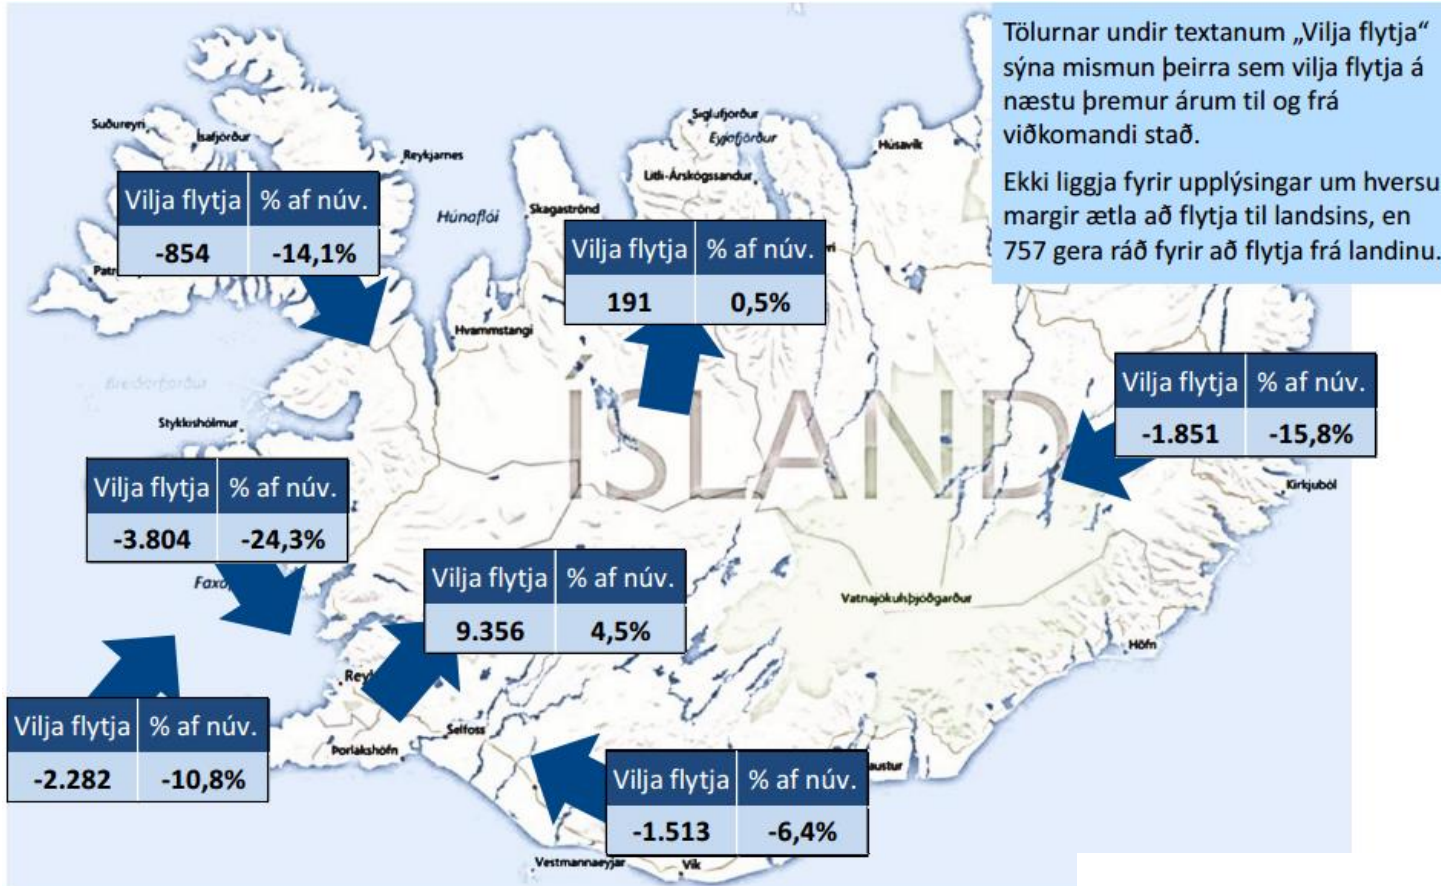 Tölurnar undir textanum „Vilja flytja“
sýna mismun þeirra sem vilja flytja á
næstu þremur árum til og frá
viðkomandi stað.
Ekki liggja fyrir upplýsingar um hversu
margir ætla að flytja til landsins, en
757 gera ráð fyrir að flytja frá landinu.
Siglufjörður
Suðureyri
Ísafjörður
Eyjafjörður
Húsavík
Reykjarnes
Litli-Árskógssandur
Vilja flytja % af núv.
-854 -14,1%
Húnaflói
Skagaströnd
Vilja flytja % af núv.
191 0,5%
Hvammstangi
Breiðafjörður
ÍSLAND
Vilja flytja % af núv.
-1.851 -15,8%
Stykkishólmur
Kirkjuból
Vilja flytja % af núv.
-3.804 -24,3%
Vilja flytja % af núv.
9.356 4,5%
Vatnajökulsþjóðgarður
Höfn
Vilja flytja % af núv.
-2.282 -10,8%
Selfoss
Þorlákshöfn
Vilja flytja % af núv.
-1.513 -6,4%
Vestmannaeyjar
Vík